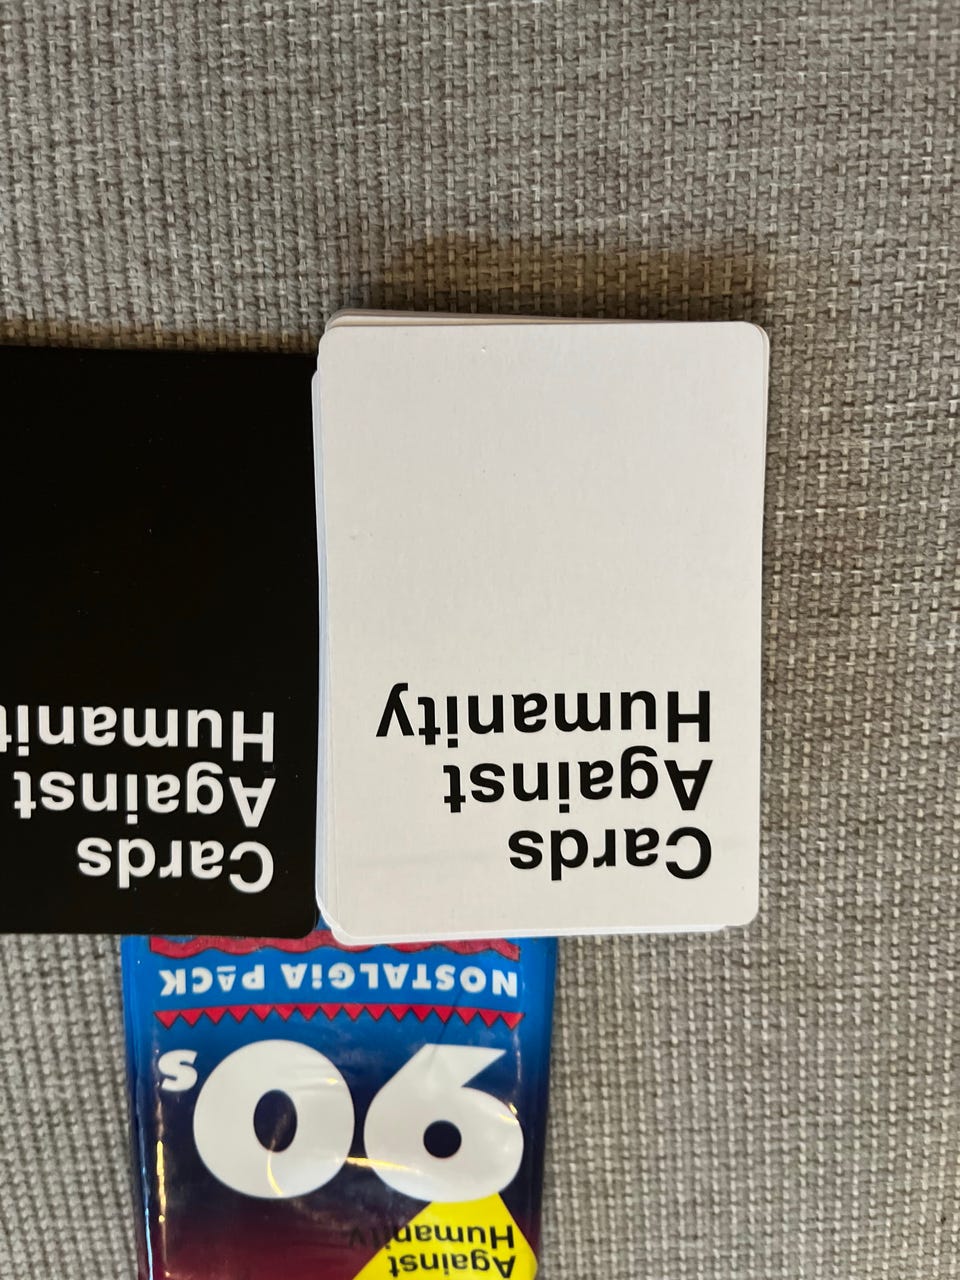 Against
Humanity
90s
NOSTALGiA PACK
Cards
Against
Humanity
Cards
Against
Humanit